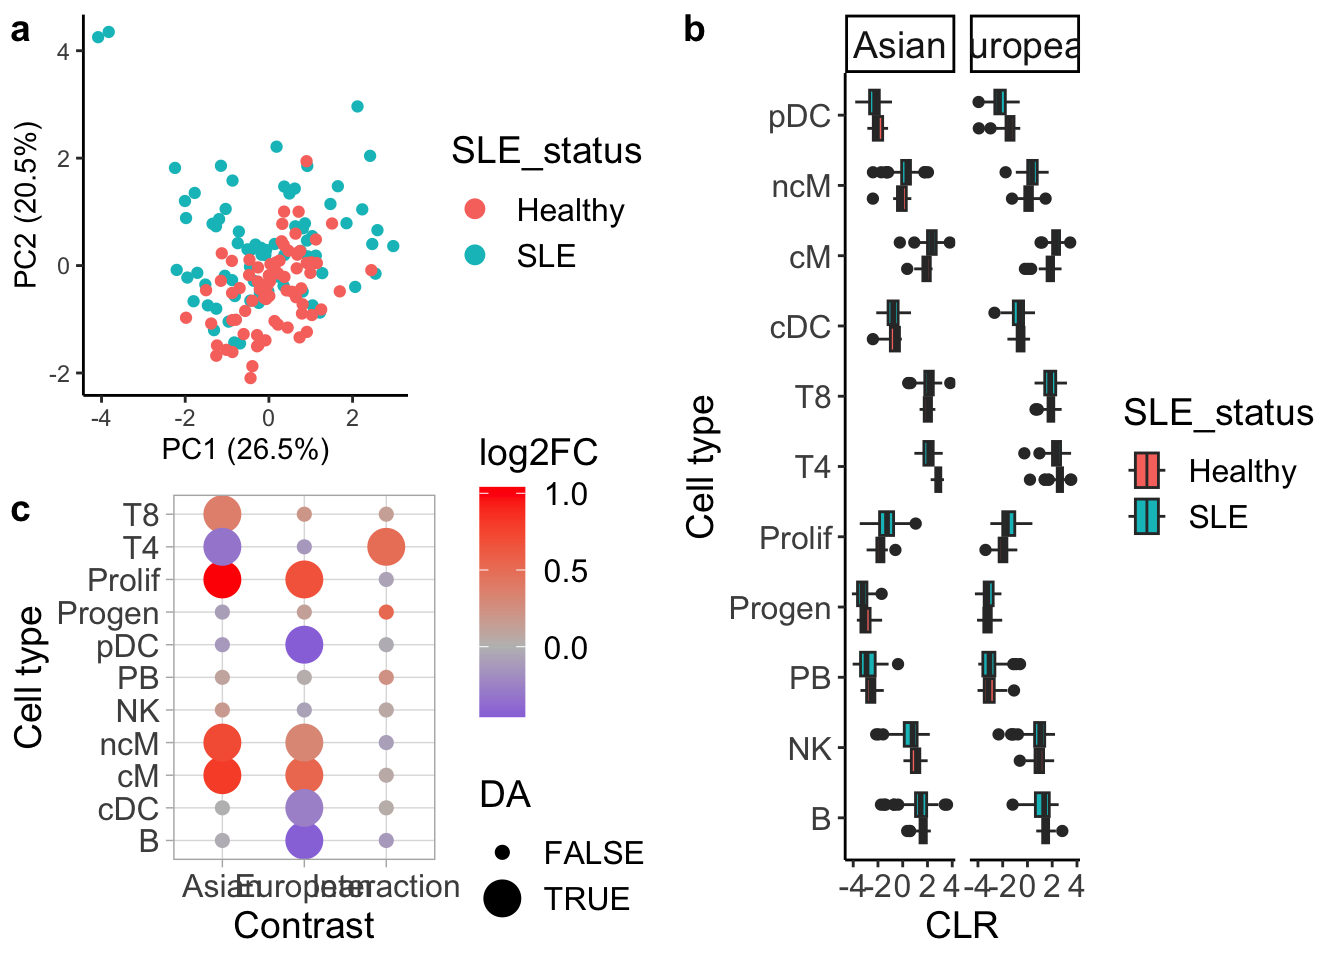 a
4
2
0
-2
PC2 (20.5%)
-4
-2
0
2
PC1 (26.5%)
SLE_status
Healthy
SLE
b
Asian
uropea
pDC
ncM
cM
cDC
T8
T4
Prolif
Progen
PB
NK
B
Cell type
-4
-2
0
2
4
-4
-2
0
2
4
CLR
SLE_status
Healthy
SLE
c
T8
T4
Prolif
Progen
pDC
PB
NK
ncM
cM
cDC
B
Cell type
Asian
European
Interaction
Contrast
log2FC
1.0
0.5
0.0
DA
FALSE
TRUE